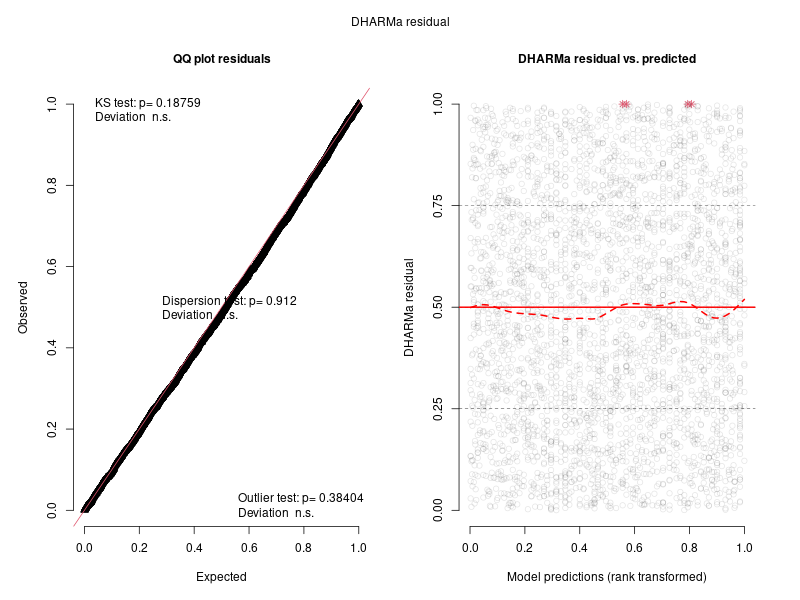 DHARMa residual
QQ plot residuals
KS test: p= 0.18759
Deviation n.s.
Dispersion test: p= 0.912
Deviation n.s.
Outlier test: p= 0.38404
Deviation n.s.
Observed
0.0
0.2
0.4
0.6
0.8
1.0
0.0 0.2 0.4 0.6 0.8 1.0
Expected
DHARMa residual vs. predicted
DHARMa residual
0.00
0.25
0.50
0.75
1.00
0.0 0.2 0.4 0.6 0.8 1.0
Model predictions (rank transformed)